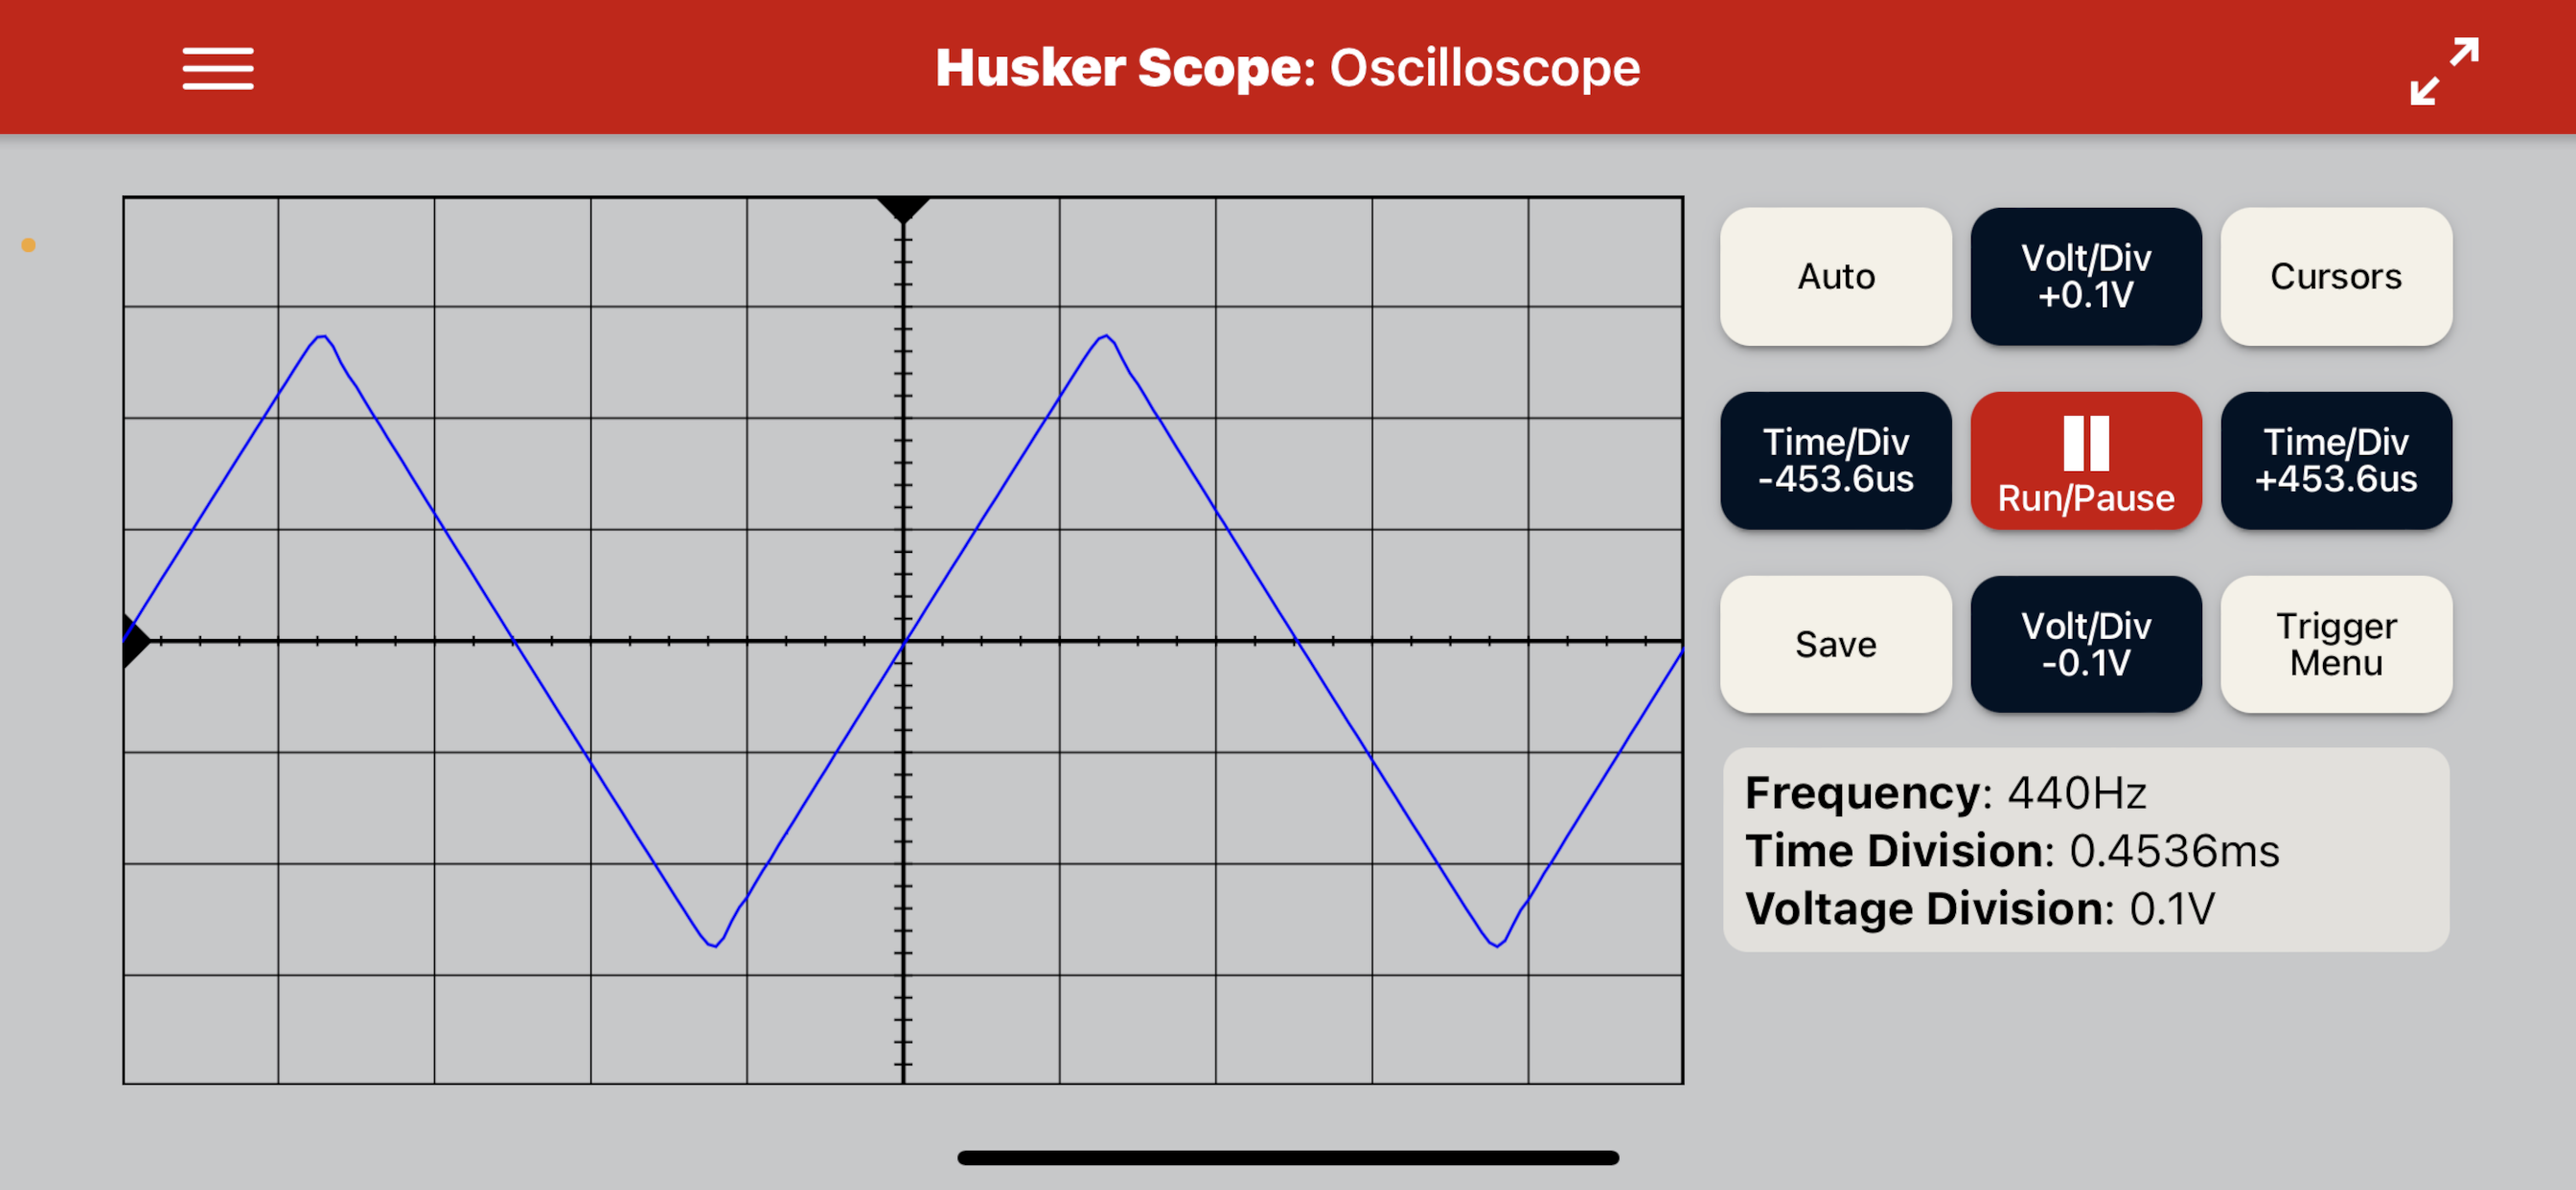 Husker Scope: Oscilloscope
Auto
Volt/Div
+0.1V
Cursors
Time/Div
-453.6us
Run/Pause
Time/Div
+453.6us
Save
Volt/Div
-0.1V
Trigger
Menu
Frequency: 440Hz
Time Division: 0.4536ms
Voltage Division: 0.1V